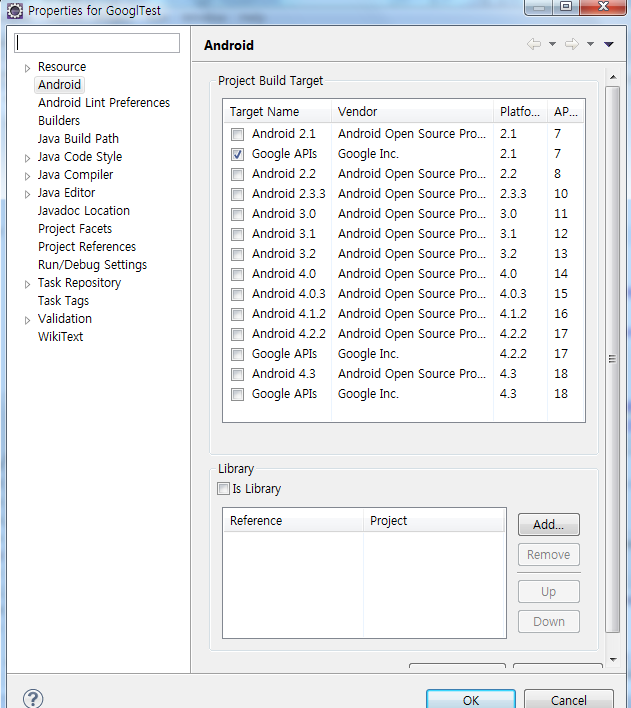 Properties for GooglTest
Resource
Android
Android Lint Preferences
Builders
Java Build Path
Java Code Style
Java Compiler
Java Editor
Javadoc Location
Project Facets
Project References
Run/Debug Settings
Task Repository
Task Tags
Validation
WikiText
Android
Project Build Target
Target Name Vendor Platfo... AP...
Android 2.1 Android Open Source Pro... 2.1 7
Google APIs Google Inc. 2.1 7
Android 2.2 Android Open Source Pro... 2.2 8
Android 2.3.3 Android Open Source Pro... 2.3.3 10
Android 3.0 Android Open Source Pro... 3.0 11
Android 3.1 Android Open Source Pro... 3.1 12
Android 3.2 Android Open Source Pro... 3.2 13
Android 4.0 Android Open Source Pro... 4.0 14
Android 4.0.3 Android Open Source Pro... 4.0.3 15
Android 4.1.2 Android Open Source Pro... 4.1.2 16
Android 4.2.2 Android Open Source Pro... 4.2.2 17
Google APIs Google Inc. 4.2.2 17
Android 4.3 Android Open Source Pro... 4.3 18
Google APIs Google Inc. 4.3 18
Library
Is Library
Reference Project
Add...
Remove
Up
Down
? OK Cancel